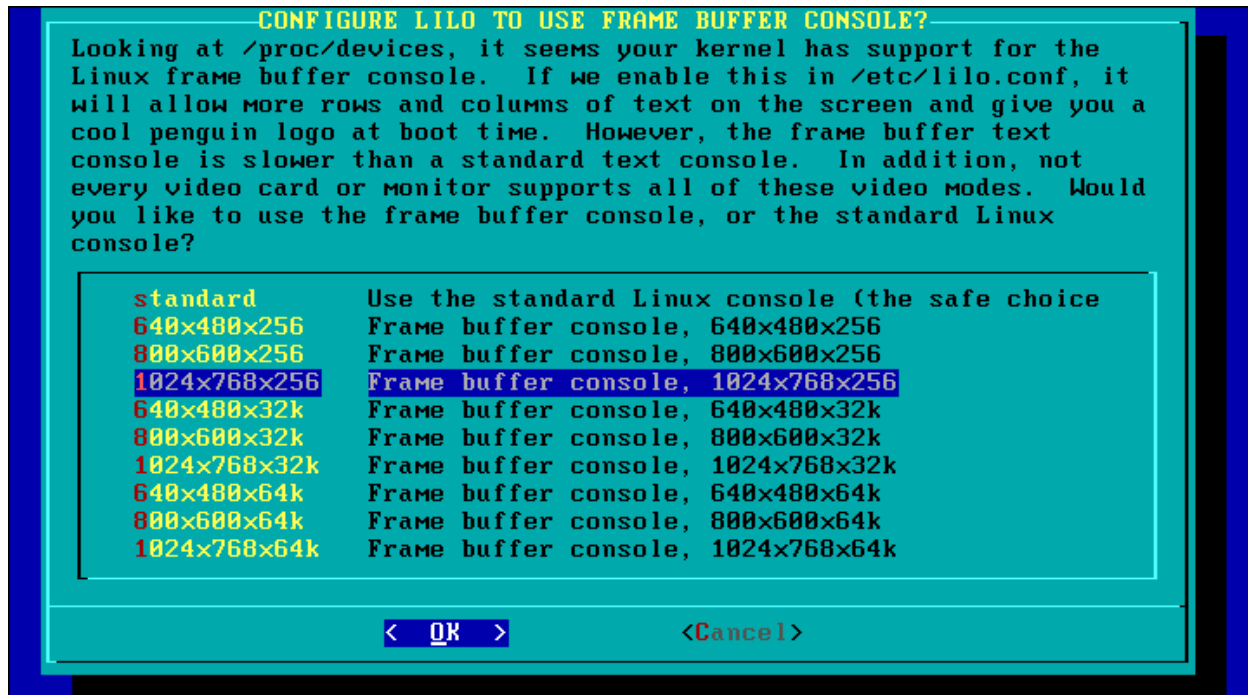 CONFIGURE LILO TO USE FRAME BUFFER CONSOLE?
Looking at /proc/devices, it seems your kernel has support for the
Linux frame buffer console.  If we enable this in /etc/lilo.conf, it
will allow more rows and columns of text on the screen and give you a
cool penguin logo at boot time.  However, the frame buffer text
console is slower than a standard text console.  In addition, not
every video card or monitor supports all of these video modes.  Would
you like to use the frame buffer console, or the standard Linux
console?
standard Use the standard Linux console (the safe choice
640x480x256 Frame buffer console, 640x480x256
800x600x256 Frame buffer console, 800x600x256
1024x768x256 Frame buffer console, 1024x768x256
640x480x32k Frame buffer console, 640x480x32k
800x600x32k Frame buffer console, 800x600x32k
1024x768x32k Frame buffer console, 1024x768x32k
640x480x64k Frame buffer console, 640x480x64k
800x600x64k Frame buffer console, 800x600x64k
1024x768x64k Frame buffer console, 1024x768x64k
< OK > <Cancel>